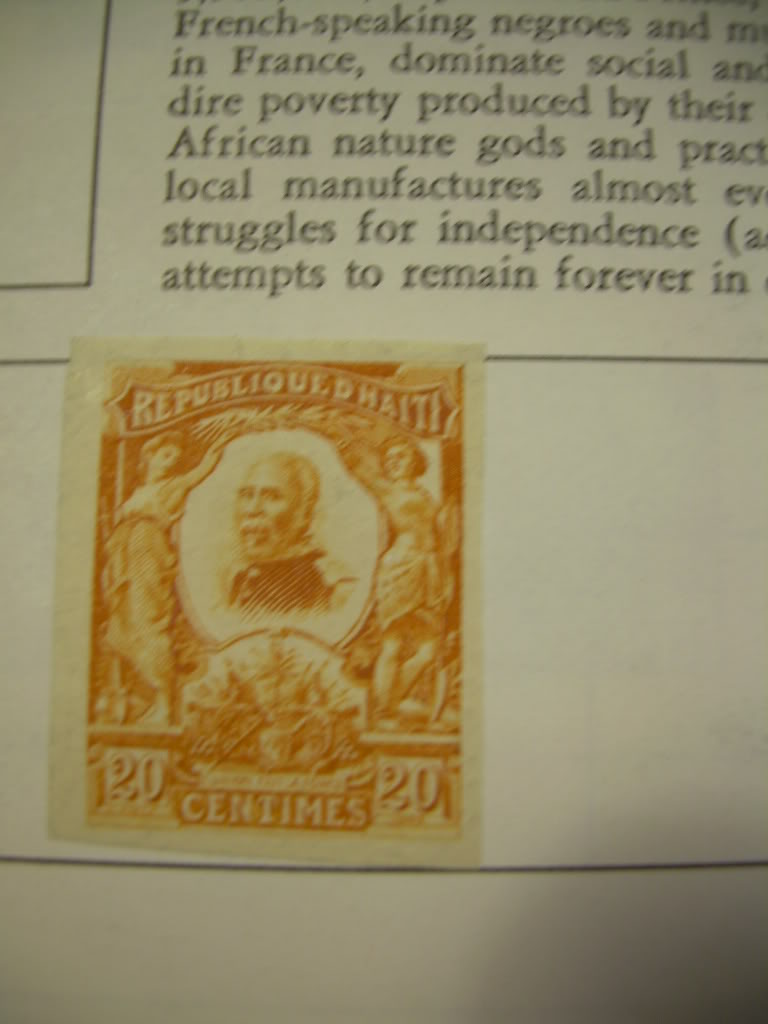 French-speaking negroes and
in France, dominate social and
dire poverty produced by their
African nature gods and
local manufactures almost
struggles for independence
attempts to remain forever in
REPUBLIQUE D HAITI
20 20
CENTIMES